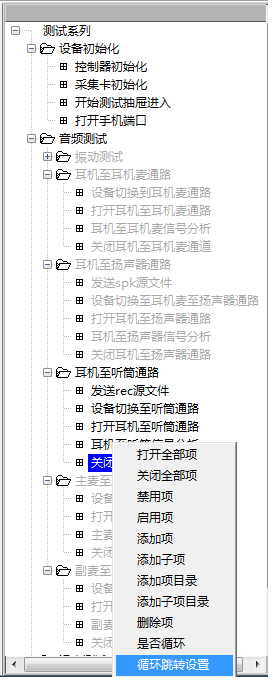 测试系列
设备初始化
控制器初始化
采集卡初始化
开始测试抽屉进入
打开手机端口
音频测试
振动测试
耳机至耳机麦通路
设备切换到耳机麦通路
打开耳机至耳机麦通路
耳机至耳机麦信号分析
关闭耳机至耳机麦通道
耳机至扬声器通路
发送spk源文件
设备切换至耳机麦至扬声器通路
打开耳机至扬声器通路
耳机至扬声器信号分析
关闭耳机至扬声器通路
耳机至听筒通路
发送rec源文件
设备切换至听筒通路
打开耳机至听筒通路
耳机至听筒信号分析
关闭
主麦至
设备
打开
主麦
关闭
副麦至
设备
打开
副麦
关闭
打开全部项
关闭全部项
禁用项
启用项
添加项
添加子项
添加项目录
添加子项目录
删除项
是否循环
循环跳转设置